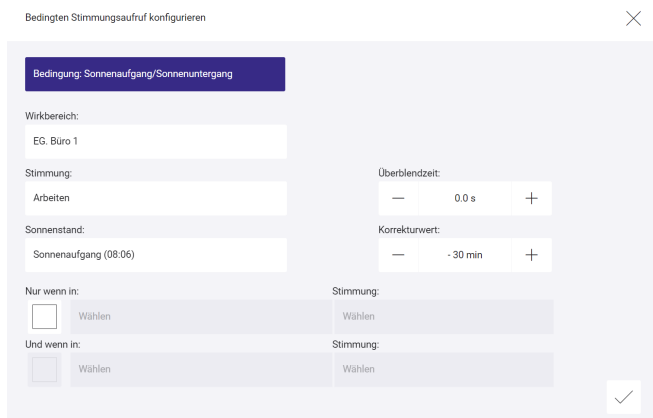 Bedingten Stimmungsaufruf konfigurieren
Bedingung: Sonnenaufgang/Sonnenuntergang
Wirkbereich:
EG. Büro 1
Stimmung: Überblendzeit:
Arbeiten 0.0 s
Sonnenstand: Korrekturwert:
Sonnenaufgang (08:06) - 30 min
Nur wenn in: Stimmung:
Wählen Wählen
Und wenn in: Stimmung:
Wählen Wählen